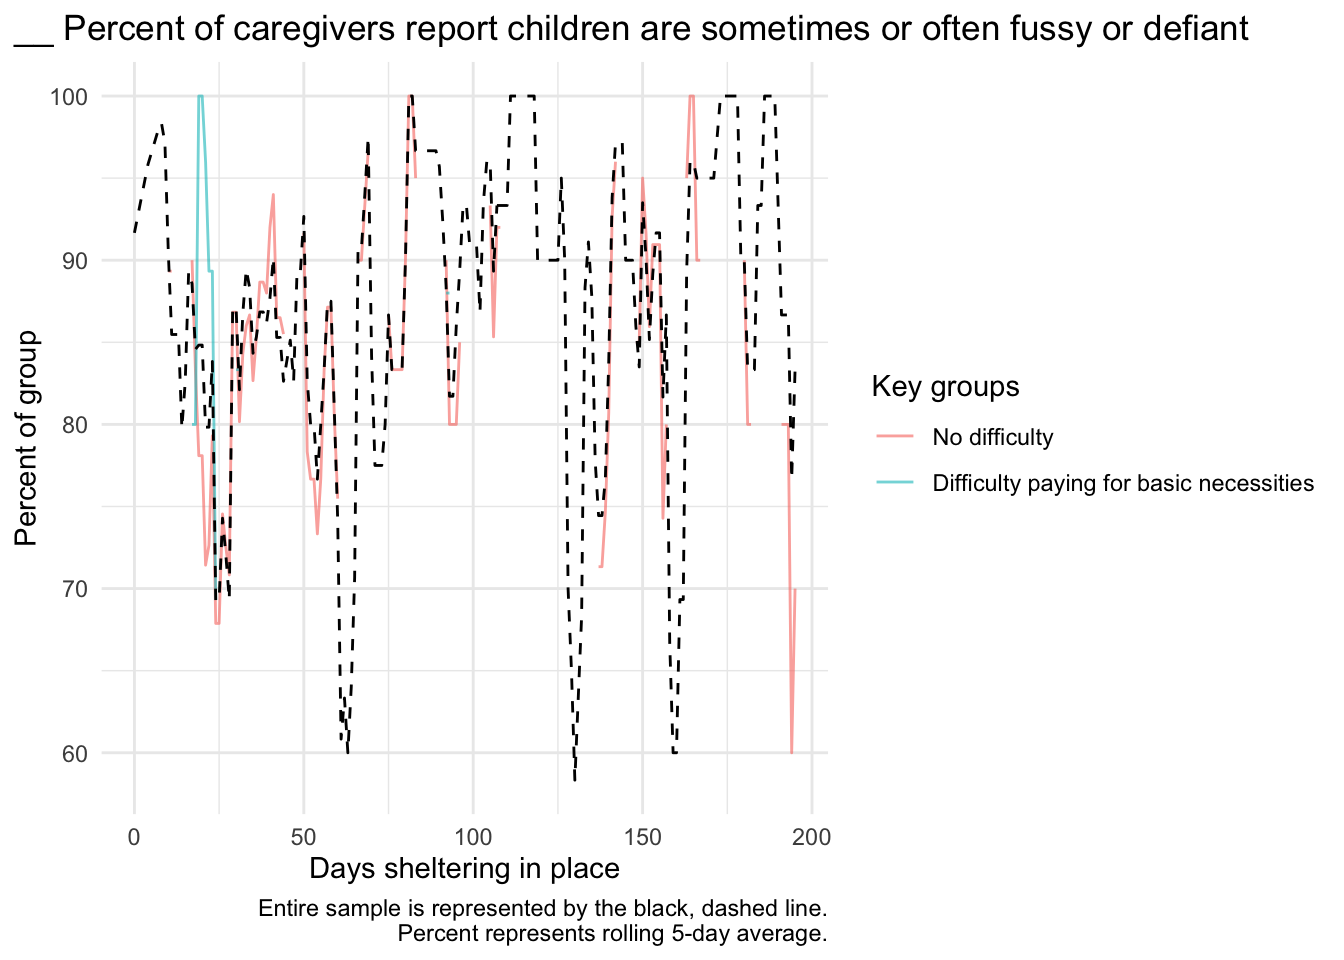 __ Percent of caregivers report children are sometimes or often fussy or defiant
100
90
80
70
60
Percent of group
0 50 100 150 200
Days sheltering in place
Key groups
No difficulty
Difficulty paying for basic necessities
Entire sample is represented by the black, dashed line.
Percent represents rolling 5-day average.